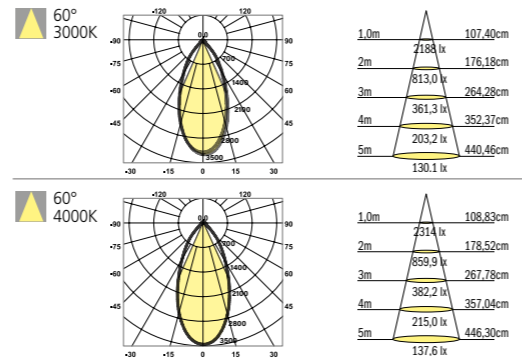 60°
3000K
-120 120
-90 0.0 90
700
-75 75
1400
-60 60
2100
-45 2800 45
3500
-30 -15 0 15 30
1,0m 107,40cm
2188 lx
2m 176,18cm
813,0 lx
3m 264,28cm
361,3 lx
4m 352,37cm
203,2 lx
5m 440,46cm
130.1 lx
60°
4000K
-120 120
-90 0.0 90
700
-75 75
1400
-60 60
2100
-45 2800 45
3500
-30 -15 0 15 30
1,0m 108,83cm
2314 lx
2m 178,52cm
859,9 lx
3m 267,78cm
382,2 lx
4m 357,04cm
215,0 lx
5m 446,30cm
137,6 lx